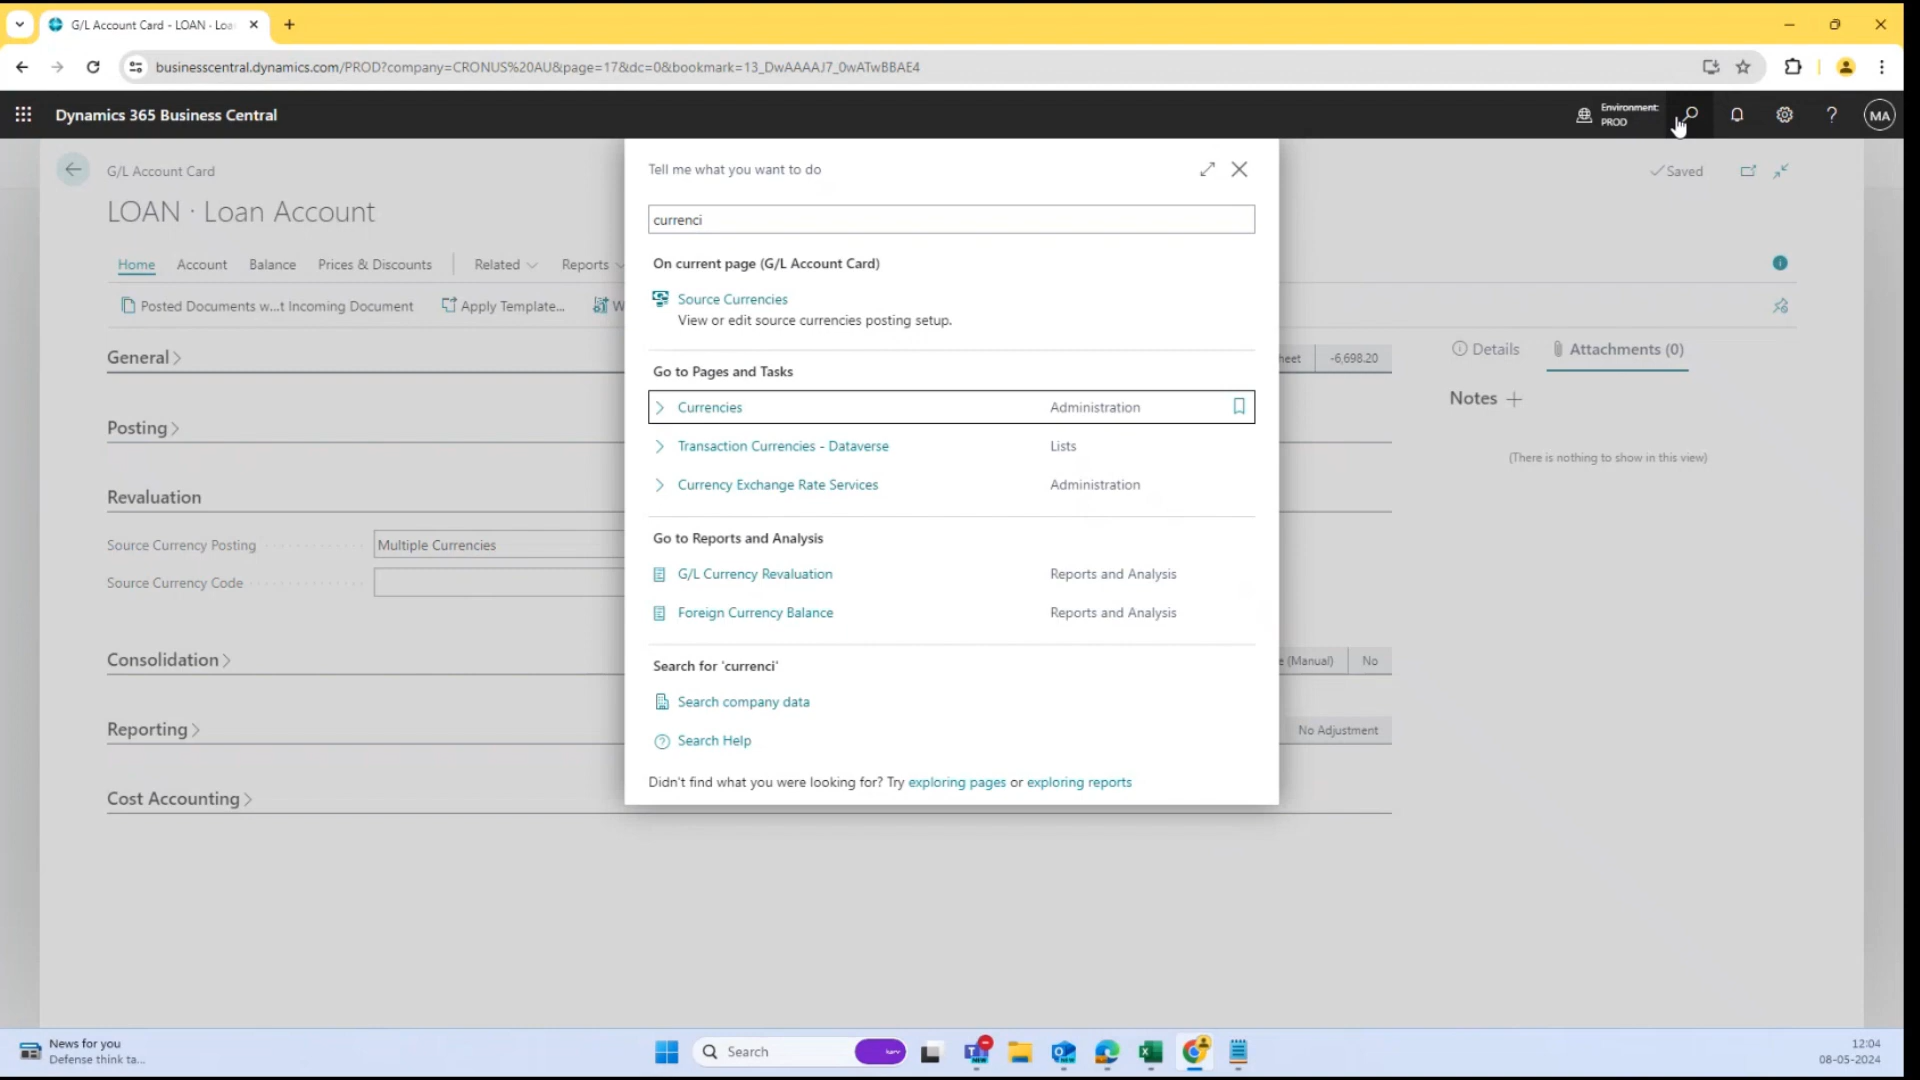 G/L Account Card - LOAN · Loa
businesscentral.dynamics.com/PROD?company=CRONUS%20AU&page=17&dc=0&bookmark=13_DwAAAAJ7_0wATwBBAE4
Dynamics 365 Business Central
Environment:
PROD
MA
G/L Account Card
Saved
LOAN · Loan Account
Home
Account
Balance
Prices & Discounts
Related
Reports
Posted Documents w...t Incoming Document
Apply Template...
W
General
heet
-6,698.20
Posting
Revaluation
Source Currency Posting
Multiple Currencies
Source Currency Code
Consolidation
e (Manual)
No
Reporting
No Adjustment
Cost Accounting
Details
Attachments (0)
Notes
(There is nothing to show in this view)
Tell me what you want to do
currenci
On current page (G/L Account Card)
Source Currencies
View or edit source currencies posting setup.
Go to Pages and Tasks
Currencies Administration
Transaction Currencies - Dataverse Lists
Currency Exchange Rate Services Administration
Go to Reports and Analysis
G/L Currency Revaluation Reports and Analysis
Foreign Currency Balance Reports and Analysis
Search for 'currenci'
Search company data
Search Help
Didn't find what you were looking for? Try exploring pages or exploring reports
News for you
Defense think ta...
Search
12:04
08-05-2024